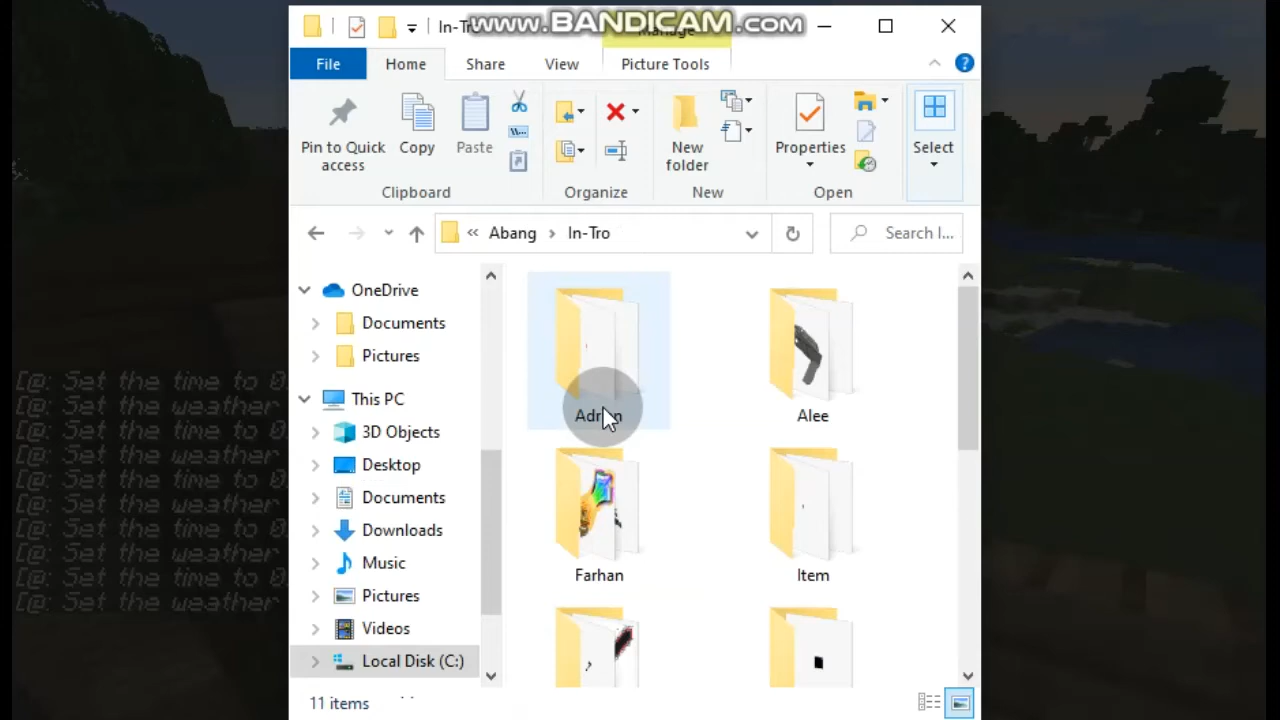 In-Tr
www.BANDICAM.com
Manage
File
Home
Share
View
Picture Tools
Pin to Quick access
Copy
Paste
New folder
Properties
Select
Clipboard
Organize
New
Open
« Abang › In-Tro
Search I...
OneDrive
Documents
Pictures
This PC
3D Objects
Desktop
Documents
Downloads
Music
Pictures
Videos
Local Disk (C:)
Alee
Farhan
Item
11 items
[@: Set the time to 0
[@: Set the weather
[@: Set the time to 0
[@: Set the weather
[@: Set the time to 0
[@: Set the weather
[@: Set the time to 0
[@: Set the weather
[@: Set the time to 0
[@: Set the weather